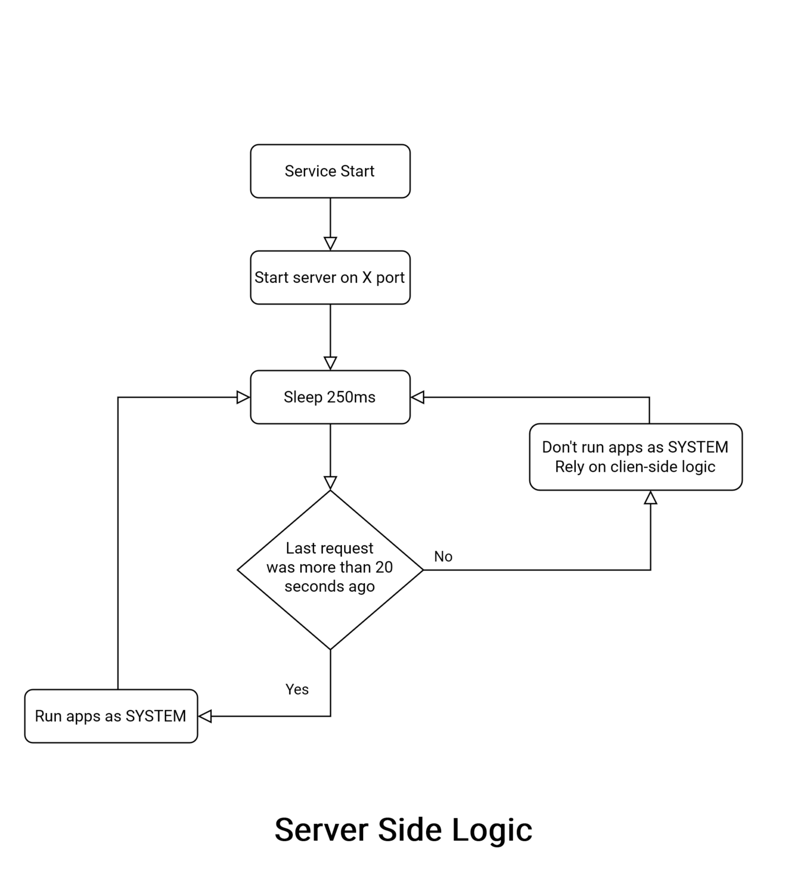 Service Start
Start server on X port
Sleep 250ms
Don't run apps as SYSTEM
Rely on clien-side logic
Last request
was more than 20
seconds ago
No
Yes
Run apps as SYSTEM
Server Side Logic